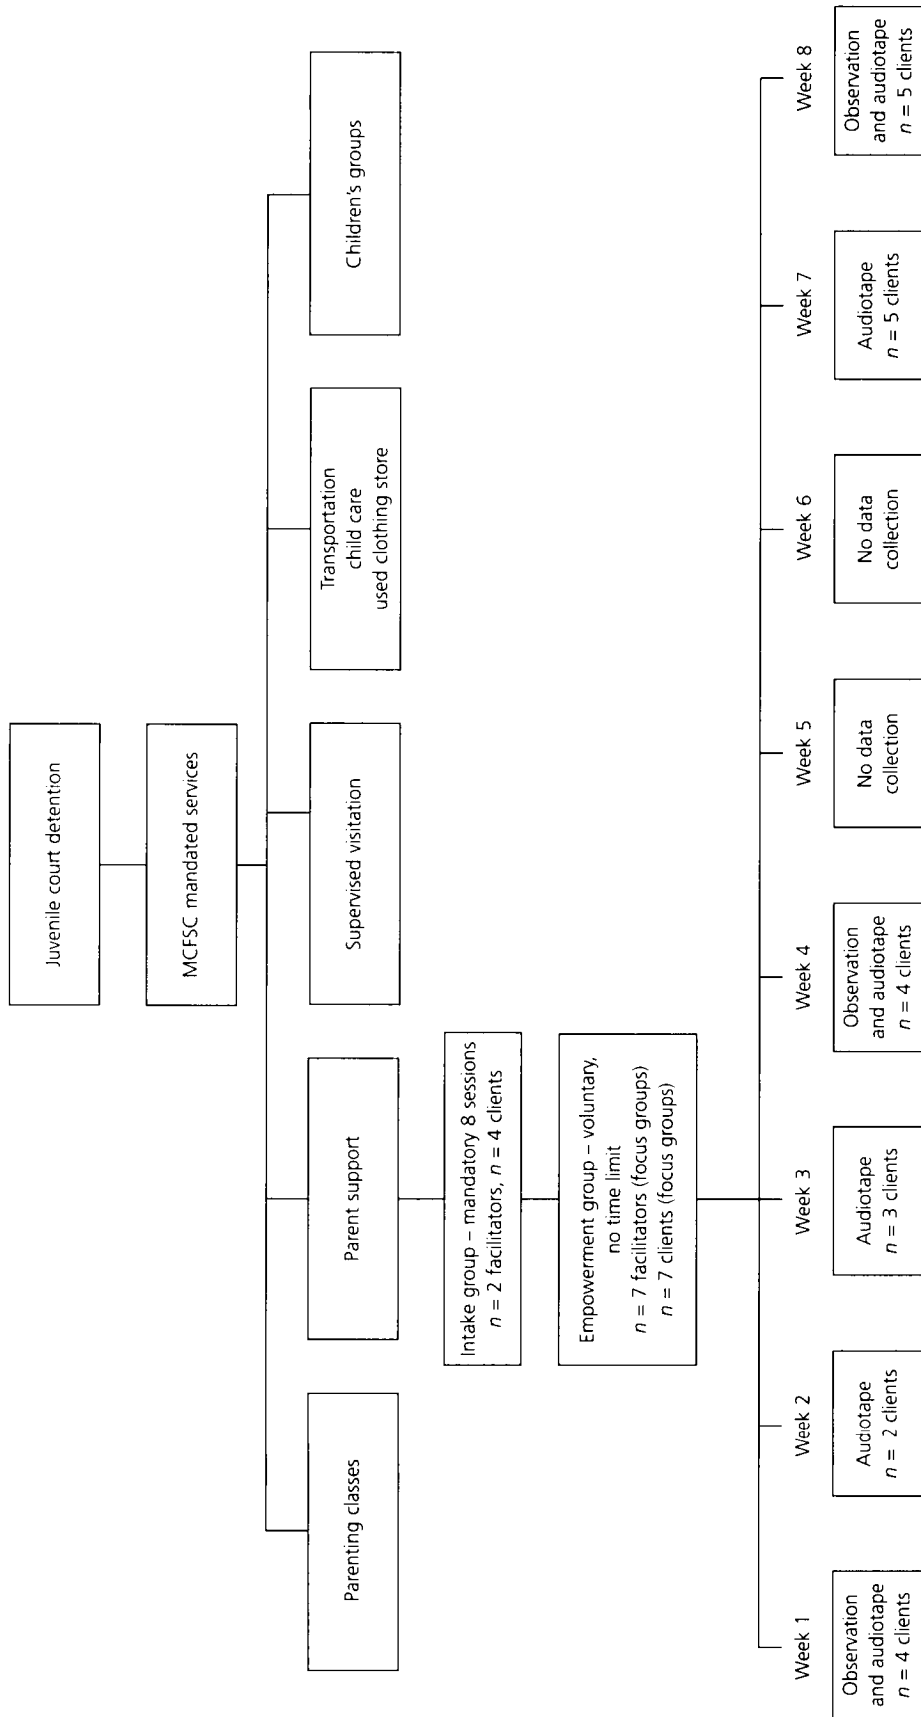 Juvenile court detention
MCFSC mandated services
Parenting classes
Parent support
Supervised visitation
Transportation
child care
used clothing store
Children's groups
Intake group – mandatory 8 sessions
n = 2 facilitators, n = 4 clients
Empowerment group – voluntary,
no time limit
n = 7 facilitators (focus groups)
n = 7 clients (focus groups)
Week 1
Week 2
Week 3
Week 4
Week 5
Week 6
Week 7
Week 8
Observation
and audiotape
n = 4 clients
Audiotape
n = 2 clients
Audiotape
n = 3 clients
Observation
and audiotape
n = 4 clients
No data
collection
No data
collection
Audiotape
n = 5 clients
Observation
and audiotape
n = 5 clients